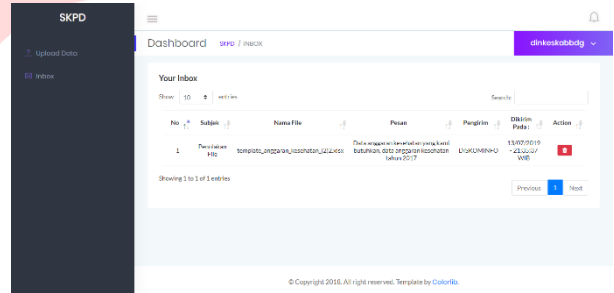 SKPD
Upload Data
Inbox
Dashboard SKPD / INBOX
dinkeskabbdg
Your Inbox
Show 10 entries
Search:
No Subjek Nama File Pesan Pengirim Dikirim Pada : Action
1 Penolakan File template_anggaran_kesehatan_(2)2.xlsx Data anggaran kesehatan yang kami butuhkan, data anggaran kesehatan tahun 2017 DISKOMINFO 13/07/2019 - 21:55:37 WIB
Showing 1 to 1 of 1 entries
Previous 1 Next
© Copyright 2018. All right reserved. Template by Colorlib.